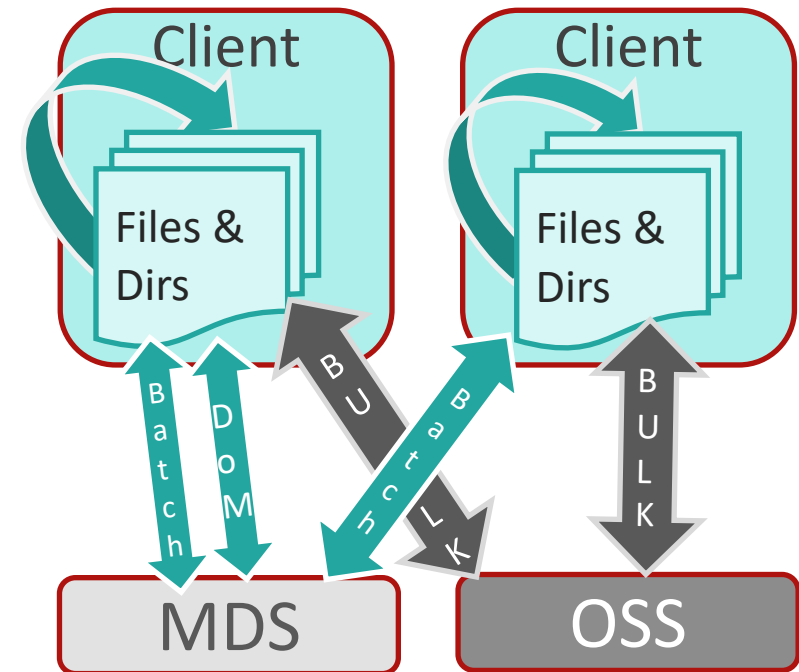 Client
Client
Files &
Dirs
Files &
Dirs
Batch
DoM
BULK
Batch
BULK
MDS
OSS